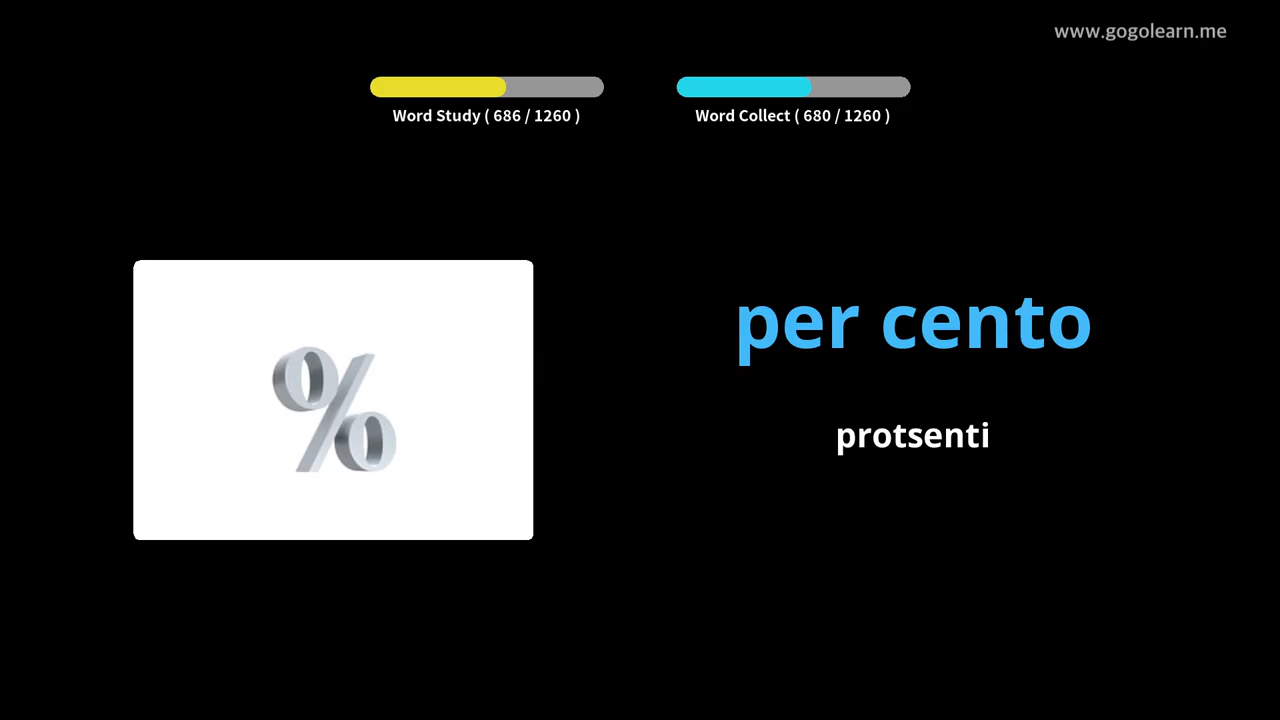 www.gogolearn.me
Word Study ( 686 / 1260 )
Word Collect ( 680 / 1260 )
%
per cento
protsenti